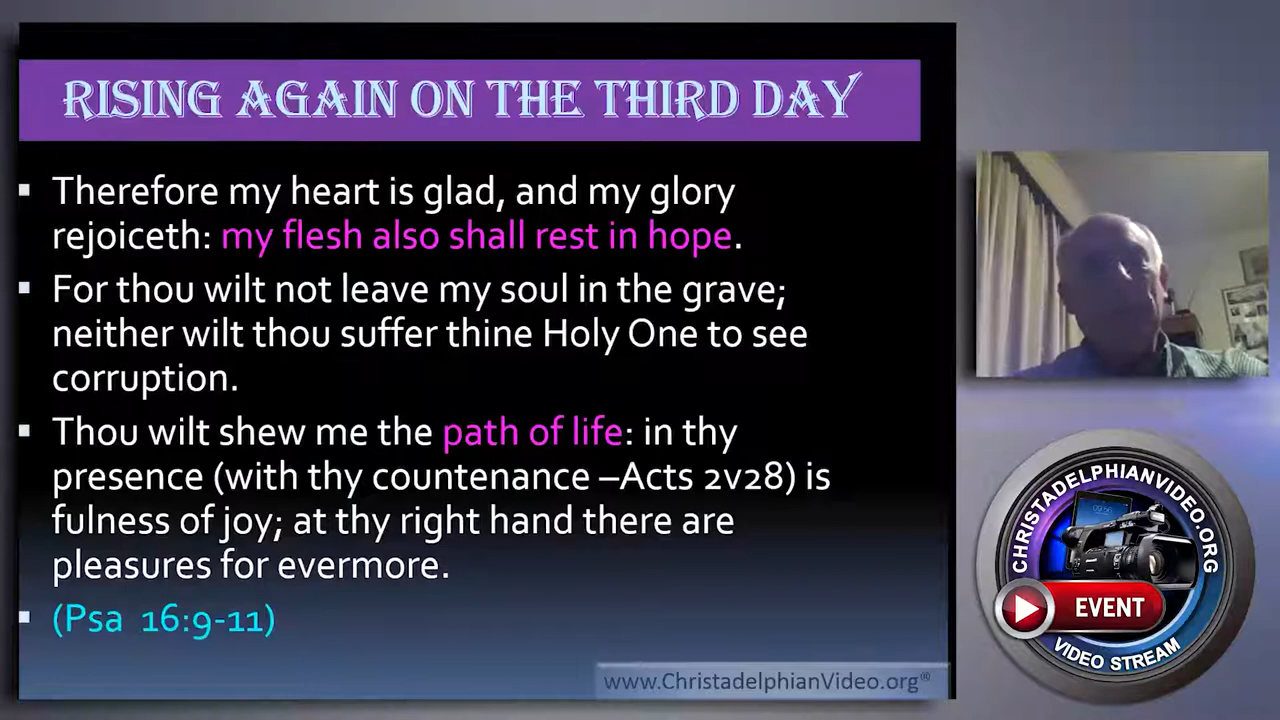 RISING AGAIN ON THE THIRD DAY
▪ Therefore my heart is glad, and my glory
rejoiceth: my flesh also shall rest in hope.
▪ For thou wilt not leave my soul in the grave;
neither wilt thou suffer thine Holy One to see
corruption.
▪ Thou wilt shew me the path of life: in thy
presence (with thy countenance –Acts 2v28) is
fulness of joy; at thy right hand there are
pleasures for evermore.
▪ (Psa 16:9-11)
www.ChristadelphianVideo.org®
CHRISTADELPHIANVIDEO.ORG
EVENT
VIDEO STREAM